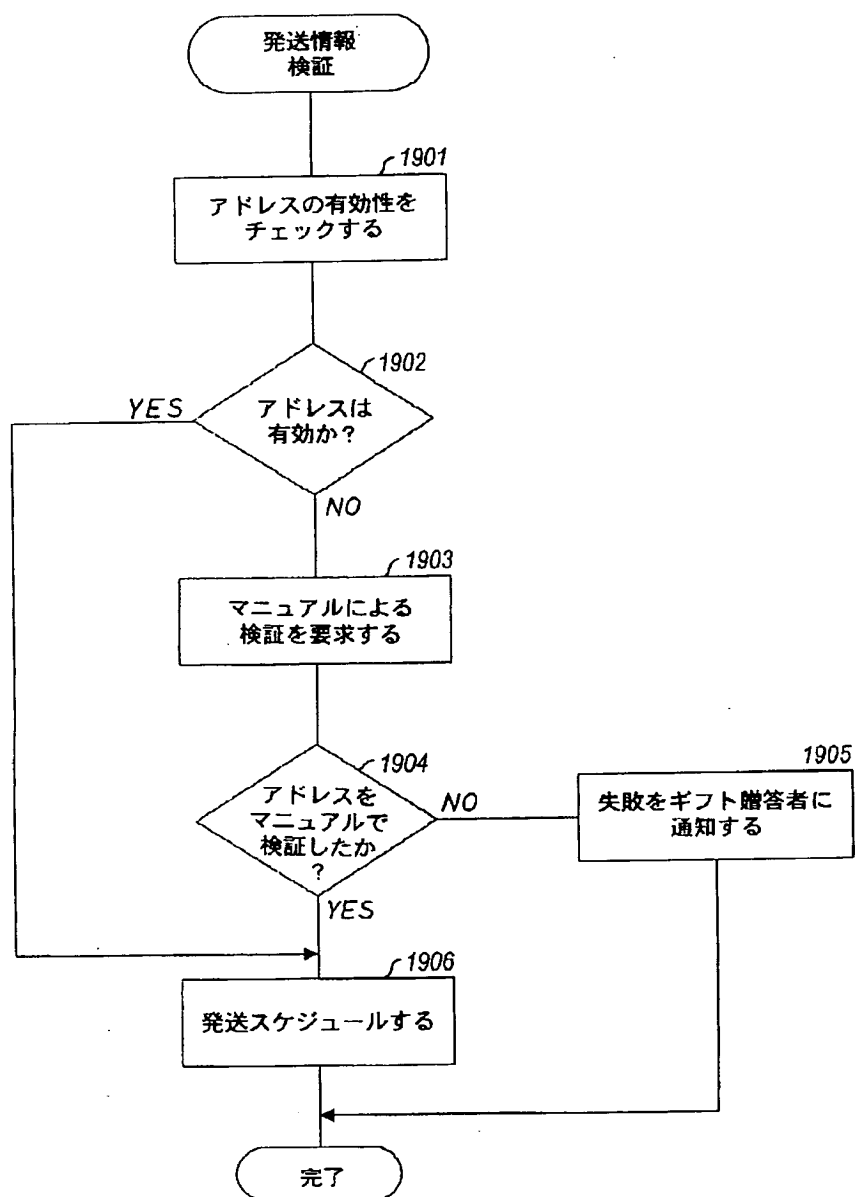 発送情報
検証
1901
アドレスの有効性を
チェックする
1902
アドレスは
有効か?
YES
NO
1903
マニュアルによる
検証を要求する
1904
アドレスを
マニュアルで
検証したか
?
NO
YES
1905
失敗をギフト贈答者に
通知する
1906
発送スケジュールする
完了